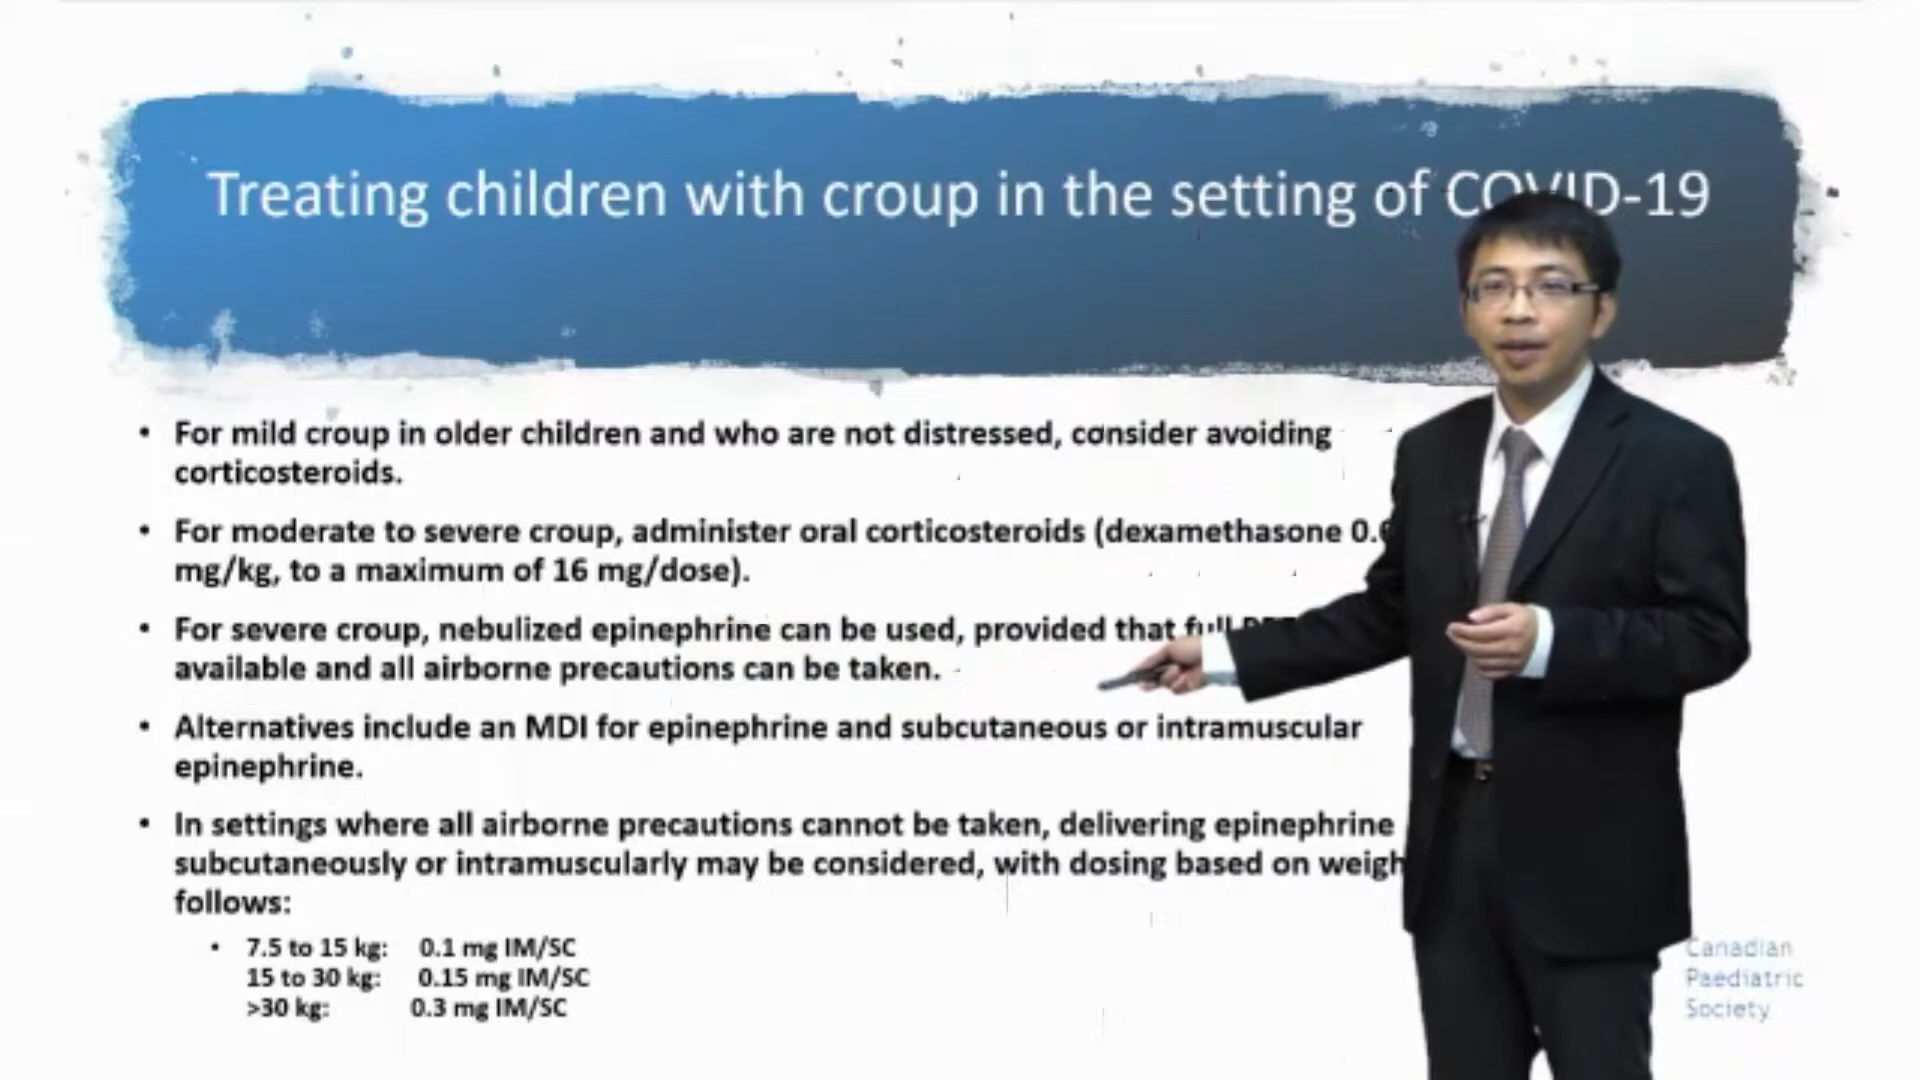 Treating children with croup in the setting of COVID-19
• For mild croup in older children and who are not distressed, consider avoiding
corticosteroids.
• For moderate to severe croup, administer oral corticosteroids (dexamethasone
mg/kg, to a maximum of 16 mg/dose).
• For severe croup, nebulized epinephrine can be used, provided that full
available and all airborne precautions can be taken.
• Alternatives include an MDI for epinephrine and subcutaneous or intramuscular
epinephrine.
• In settings where all airborne precautions cannot be taken, delivering epinephrine
subcutaneously or intramuscularly may be considered, with dosing based on
follows:
• 7.5 to 15 kg: 0.1 mg IM/SC
15 to 30 kg: 0.15 mg IM/SC
>30 kg: 0.3 mg IM/SC
Canadian
Paediatric
Society